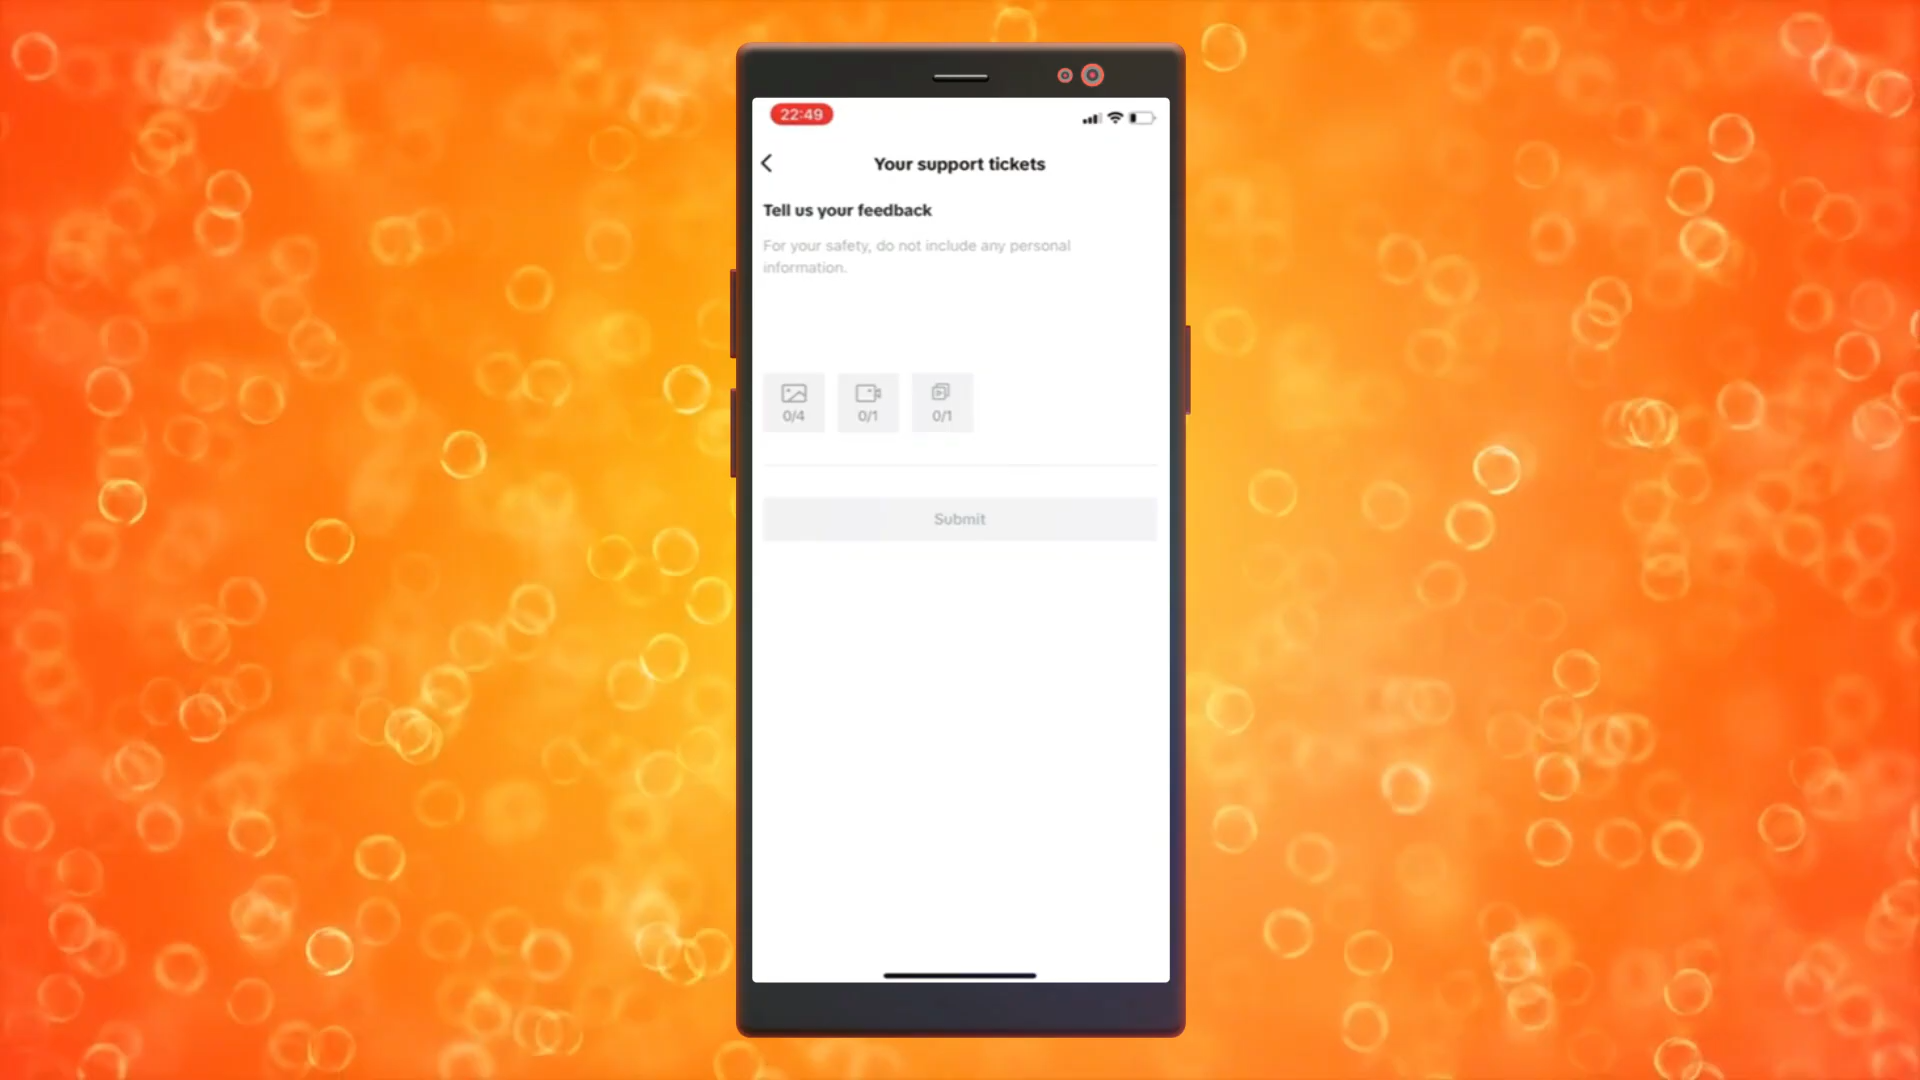 22:49
Your support tickets
Tell us your feedback
For your safety, do not include any personal
information.
0/4 0/1 0/1
Submit